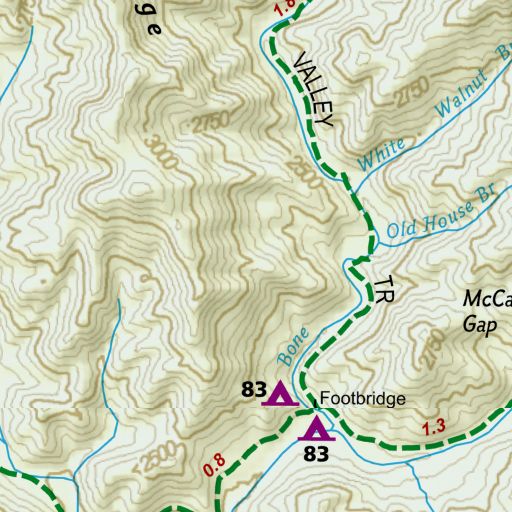 ge
1.8
VALLEY
2750
2750
Walnut Br
White
3000
2500
Old House Br
TR
McCa
Gap
2750
Bone
83
Footbridge
1.3
83
2500
0.8